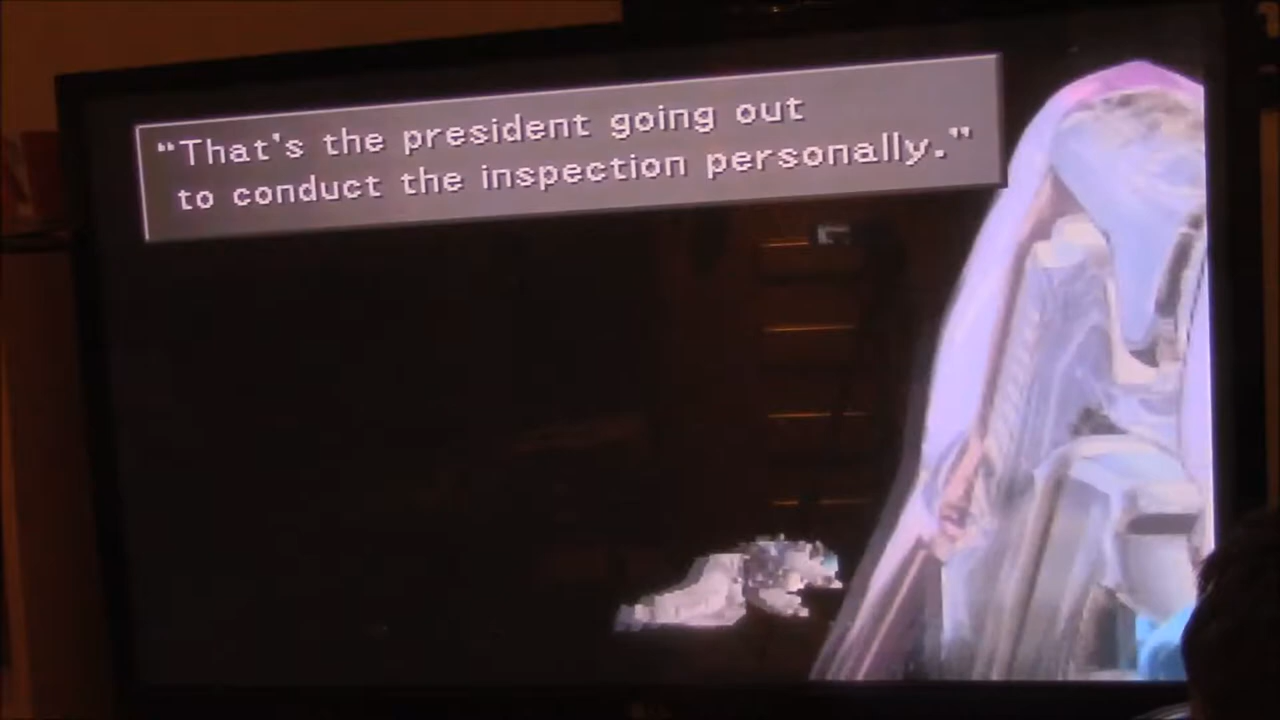 “That's the president going out
to conduct the inspection personally.”